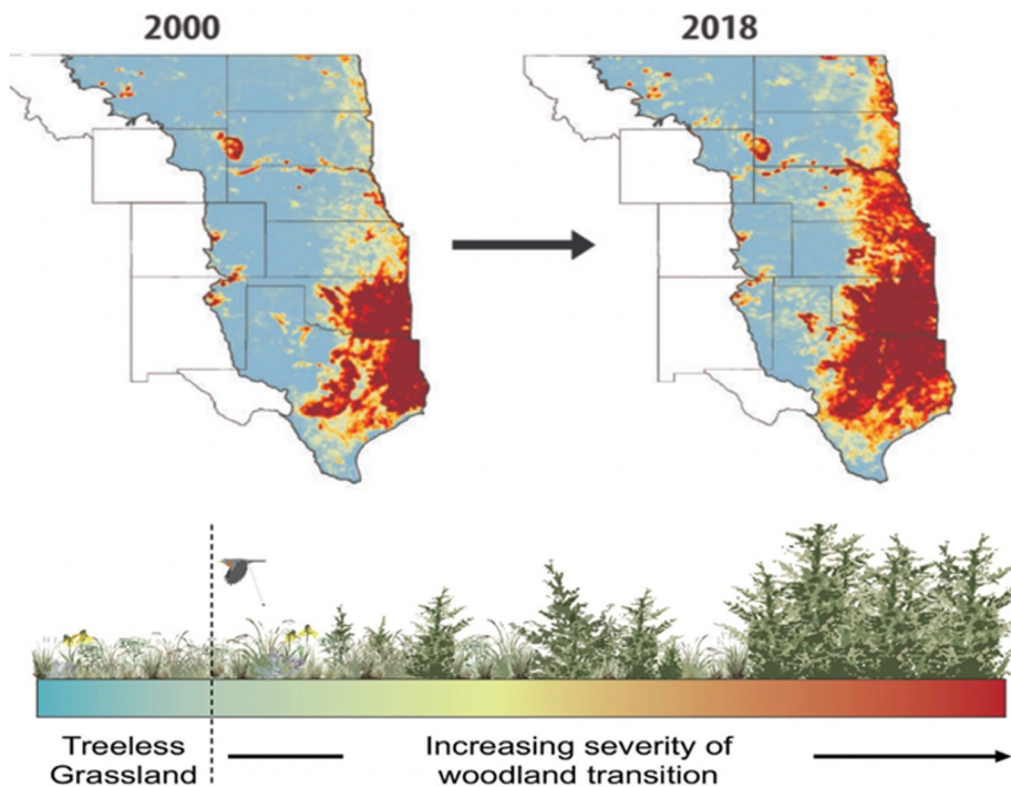 2000
2018
Treeless
Grassland
Increasing severity of
woodland transition